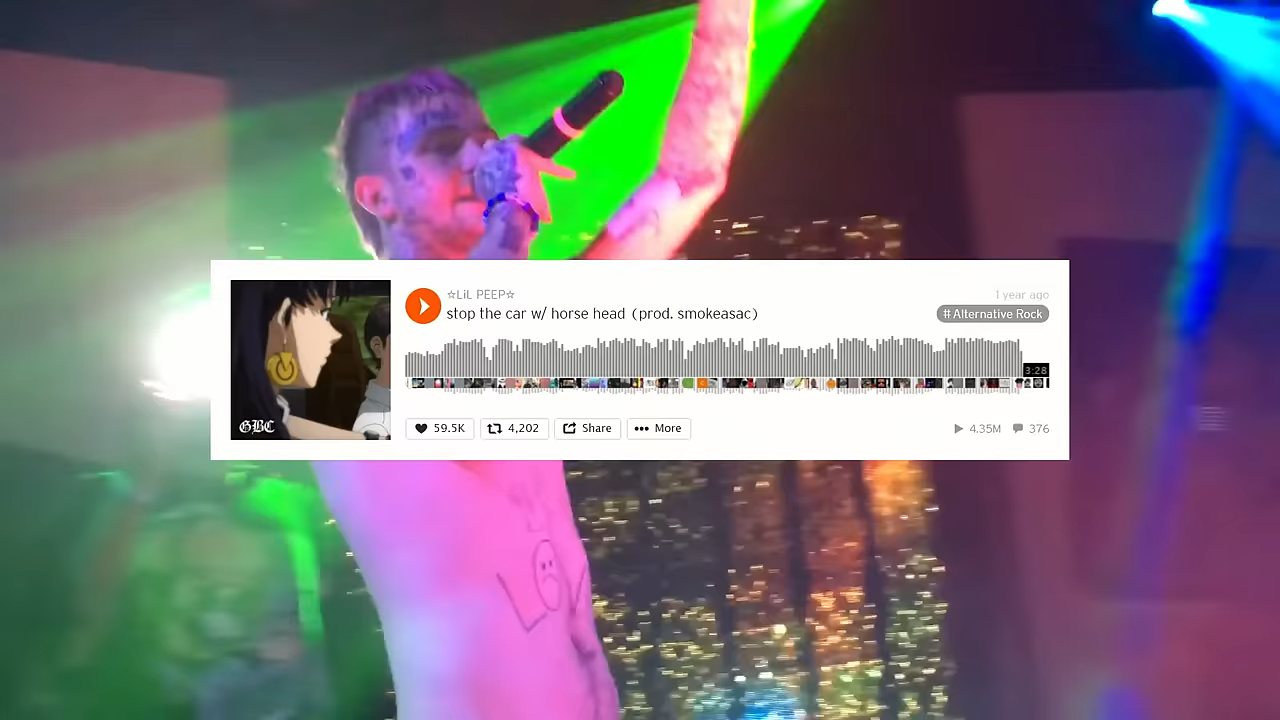 ☆LiL PEEP☆
1 year ago
stop the car w/ horse head (prod. smokeasac)
# Alternative Rock
3:28
GBC
59.5K
4,202
Share
More
4.35M
376